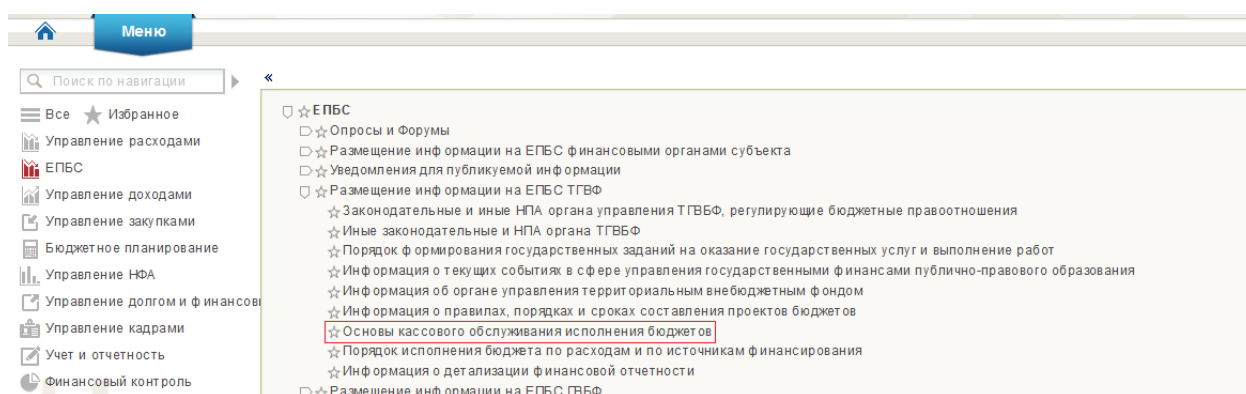 Меню
Поиск по навигации
«
Все Избранное
Управление расходами
ЕПБС
Управление доходами
Управление закупками
Бюджетное планирование
Управление НФА
Управление долгом и финансов
Управление кадрами
Учет и отчетность
Финансовый контроль
ЕПБС
Опросы и Форумы
Размещение информации на ЕПБС финансовыми органами субъекта
Уведомления для публикуемой информации
Размещение информации на ЕПБС ТГВФ
Законодательные и иные НПА органа управления ТГВБФ, регулирующие бюджетные правоотношения
Иные законодательные и НПА органа ТГВБФ
Порядок формирования государственных заданий на оказание государственных услуг и выполнение работ
Информация о текущих событиях в сфере управления государственными финансами публично-правового образования
Информация об органе управления территориальным внебюджетным фондом
Информация о правилах, порядках и сроках составления проектов бюджетов
Основы кассового обслуживания исполнения бюджетов
Порядок исполнения бюджета по расходам и по источникам финансирования
Информация о детализации финансовой отчетности
Размещение информации на ЕПБС ГВБФ